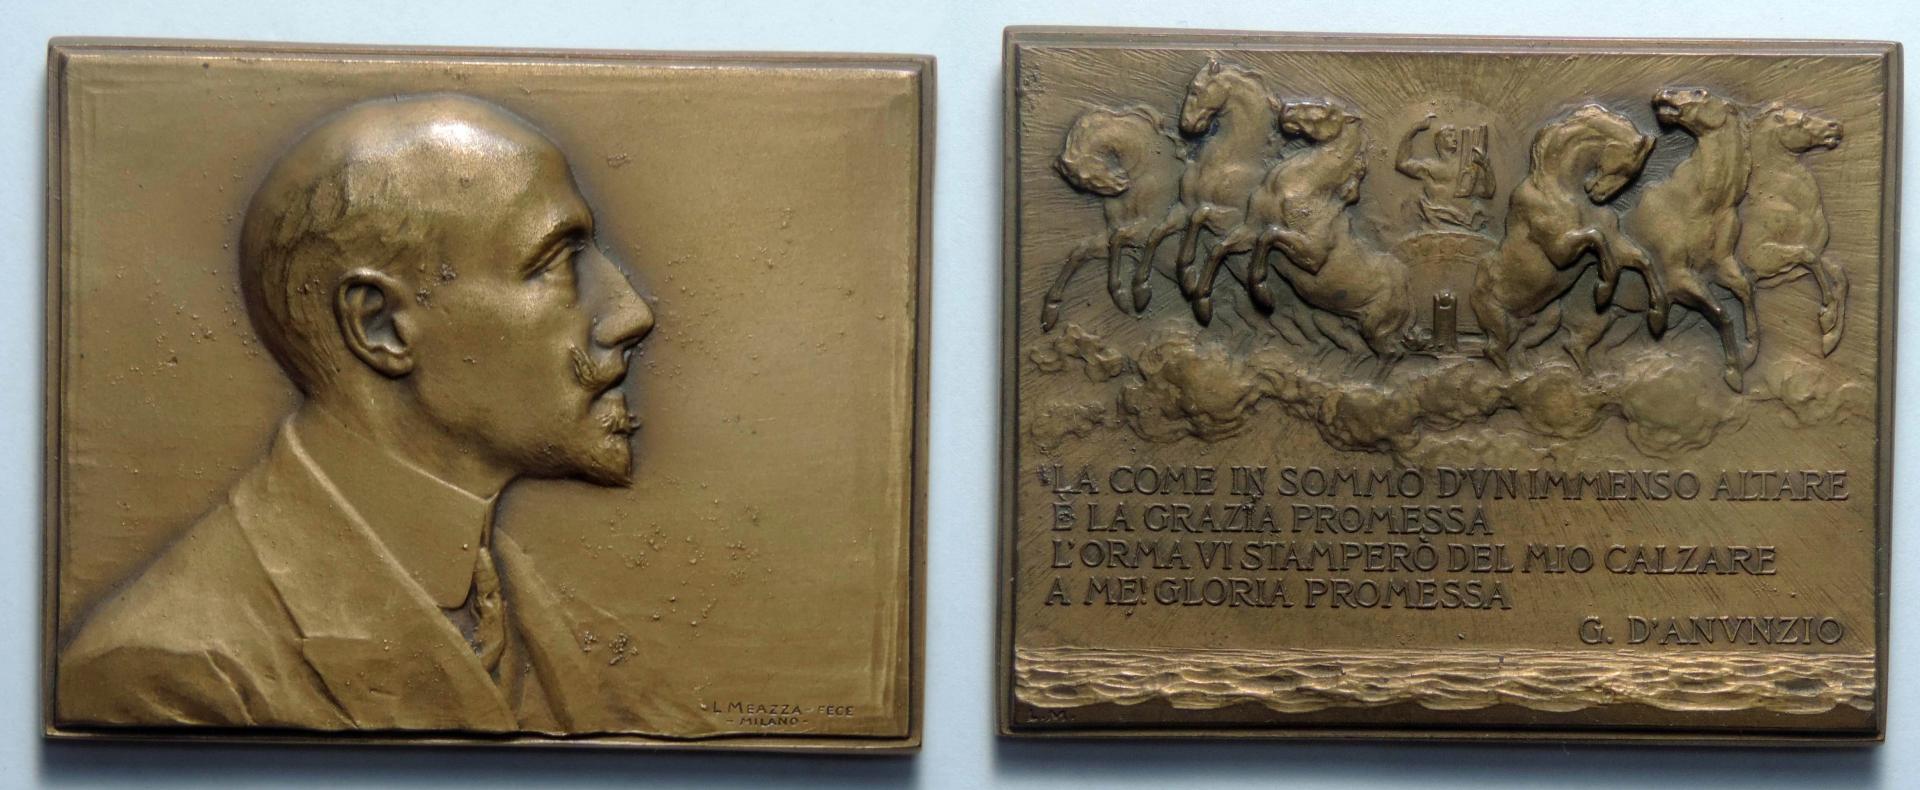 L MEAZZA - FECE
- MILANO -
LA COME IN SOMMO D'VN IMMENSO ALTARE
È LA GRAZIA PROMESSA
L'ORMA VI STAMPERÒ DEL MIO CALZARE
A ME! GLORIA PROMESSA
G. D'ANVNZIO
L. M.